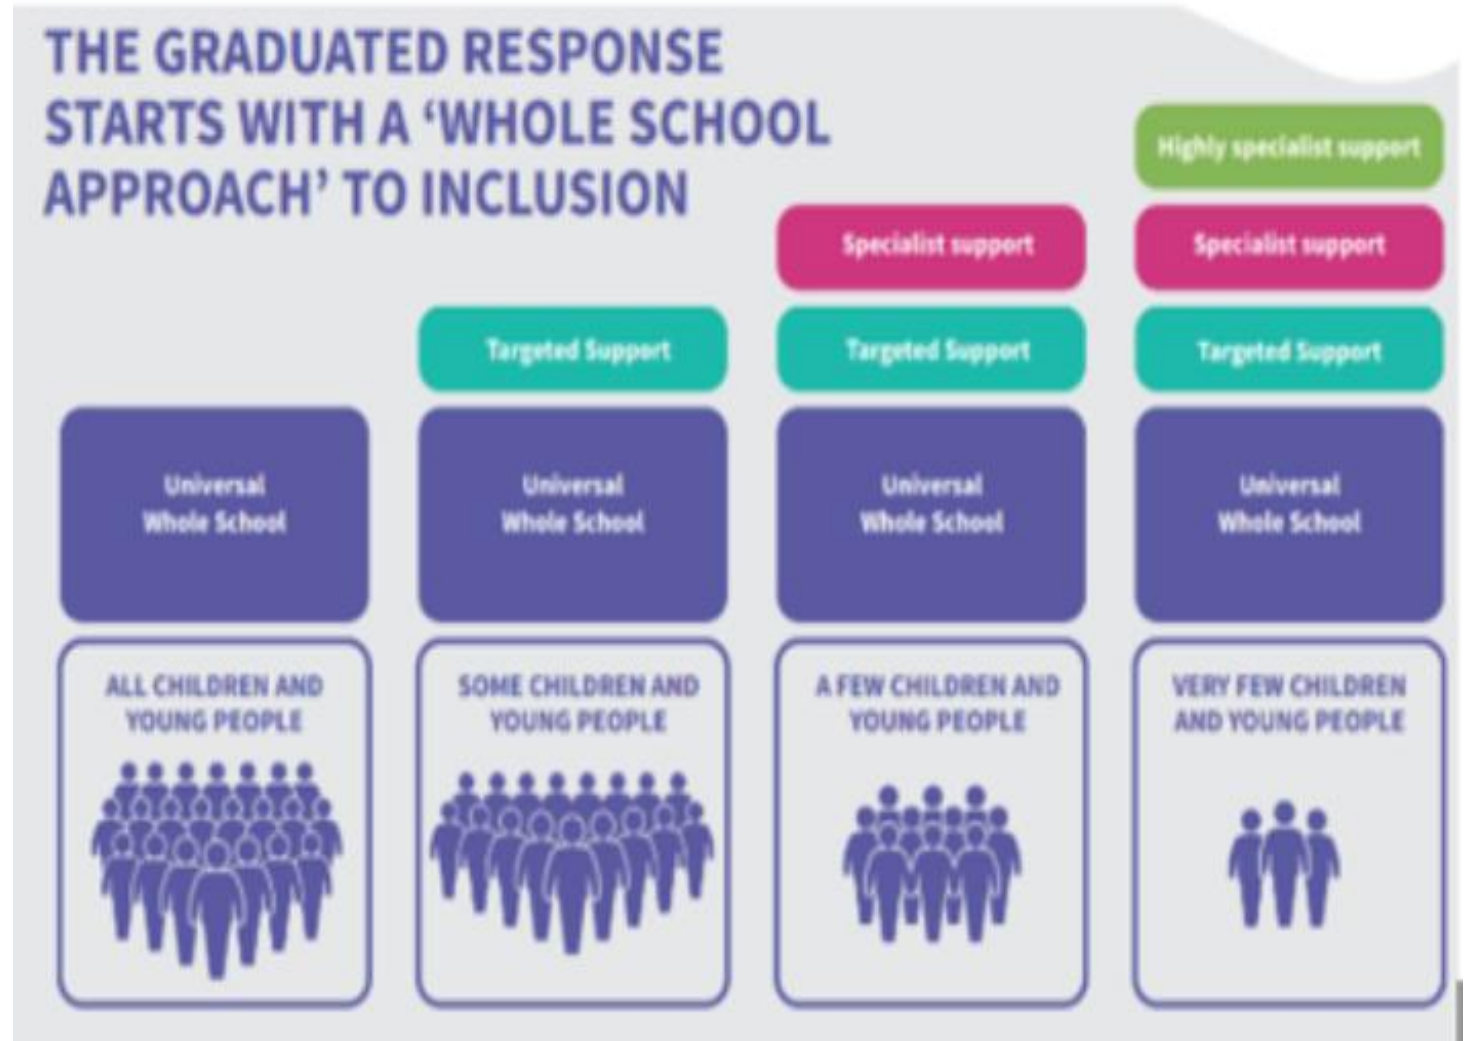 THE GRADUATED RESPONSE
STARTS WITH A ‘WHOLE SCHOOL
APPROACH’ TO INCLUSION
Highly specialist support
Specialist support
Specialist support
Targeted Support
Targeted Support
Targeted Support
Universal
Whole School
Universal
Whole School
Universal
Whole School
Universal
Whole School
ALL CHILDREN AND
YOUNG PEOPLE
SOME CHILDREN AND
YOUNG PEOPLE
A FEW CHILDREN AND
YOUNG PEOPLE
VERY FEW CHILDREN
AND YOUNG PEOPLE